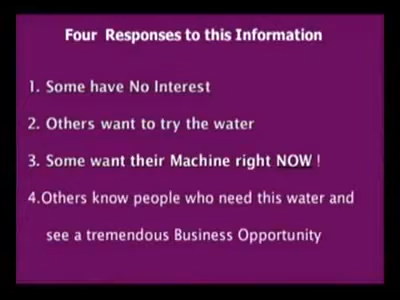 Four Responses to this Information
1. Some have No Interest
2. Others want to try the water
3. Some want their Machine right NOW !
4.Others know people who need this water and
see a tremendous Business Opportunity